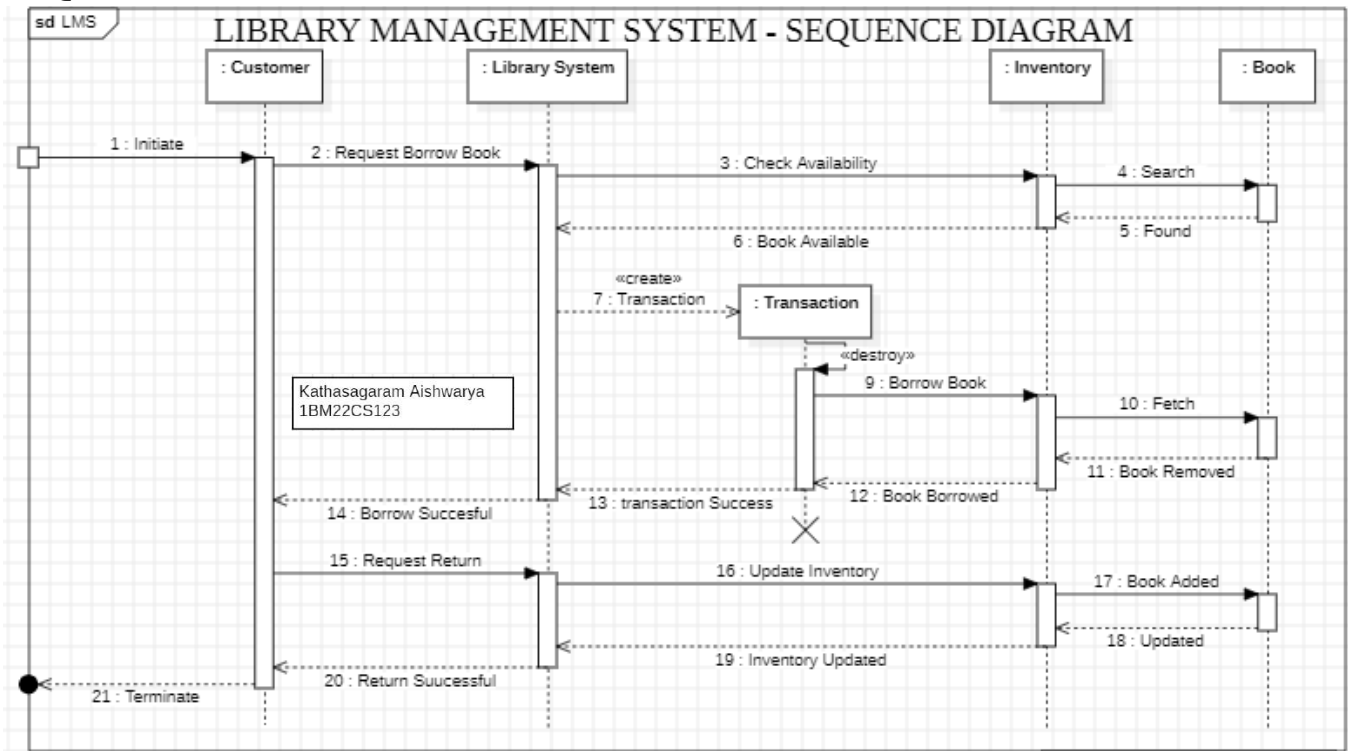 sd LMS
LIBRARY MANAGEMENT SYSTEM - SEQUENCE DIAGRAM
: Customer
: Library System
: Inventory
: Book
1 : Initiate
2 : Request Borrow Book
3 : Check Availability
4 : Search
5 : Found
6 : Book Available
«create»
7 : Transaction
: Transaction
«destroy»
9 : Borrow Book
Kathasagaram Aishwarya
1BM22CS123
10 : Fetch
11 : Book Removed
12 : Book Borrowed
13 : transaction Success
14 : Borrow Succesful
15 : Request Return
16 : Update Inventory
17 : Book Added
18 : Updated
19 : Inventory Updated
20 : Return Suucessful
21 : Terminate